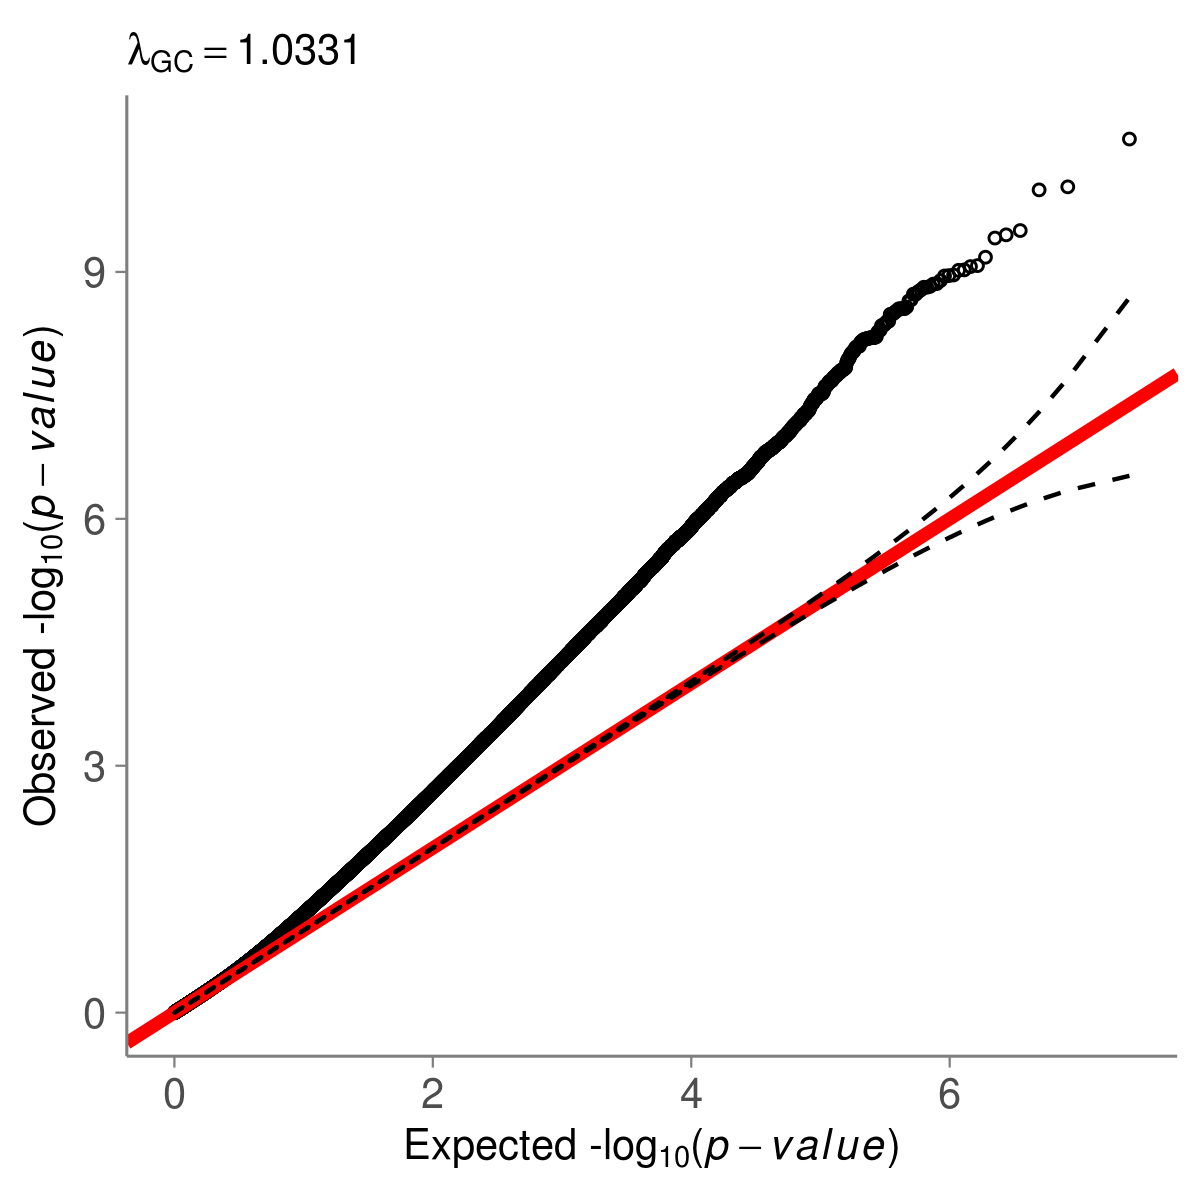 λGC = 1.0331
Observed -log10(p − value)
9
6
3
0
0 2 4 6
Expected -log10(p − value)